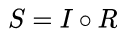 S = I ∘ R